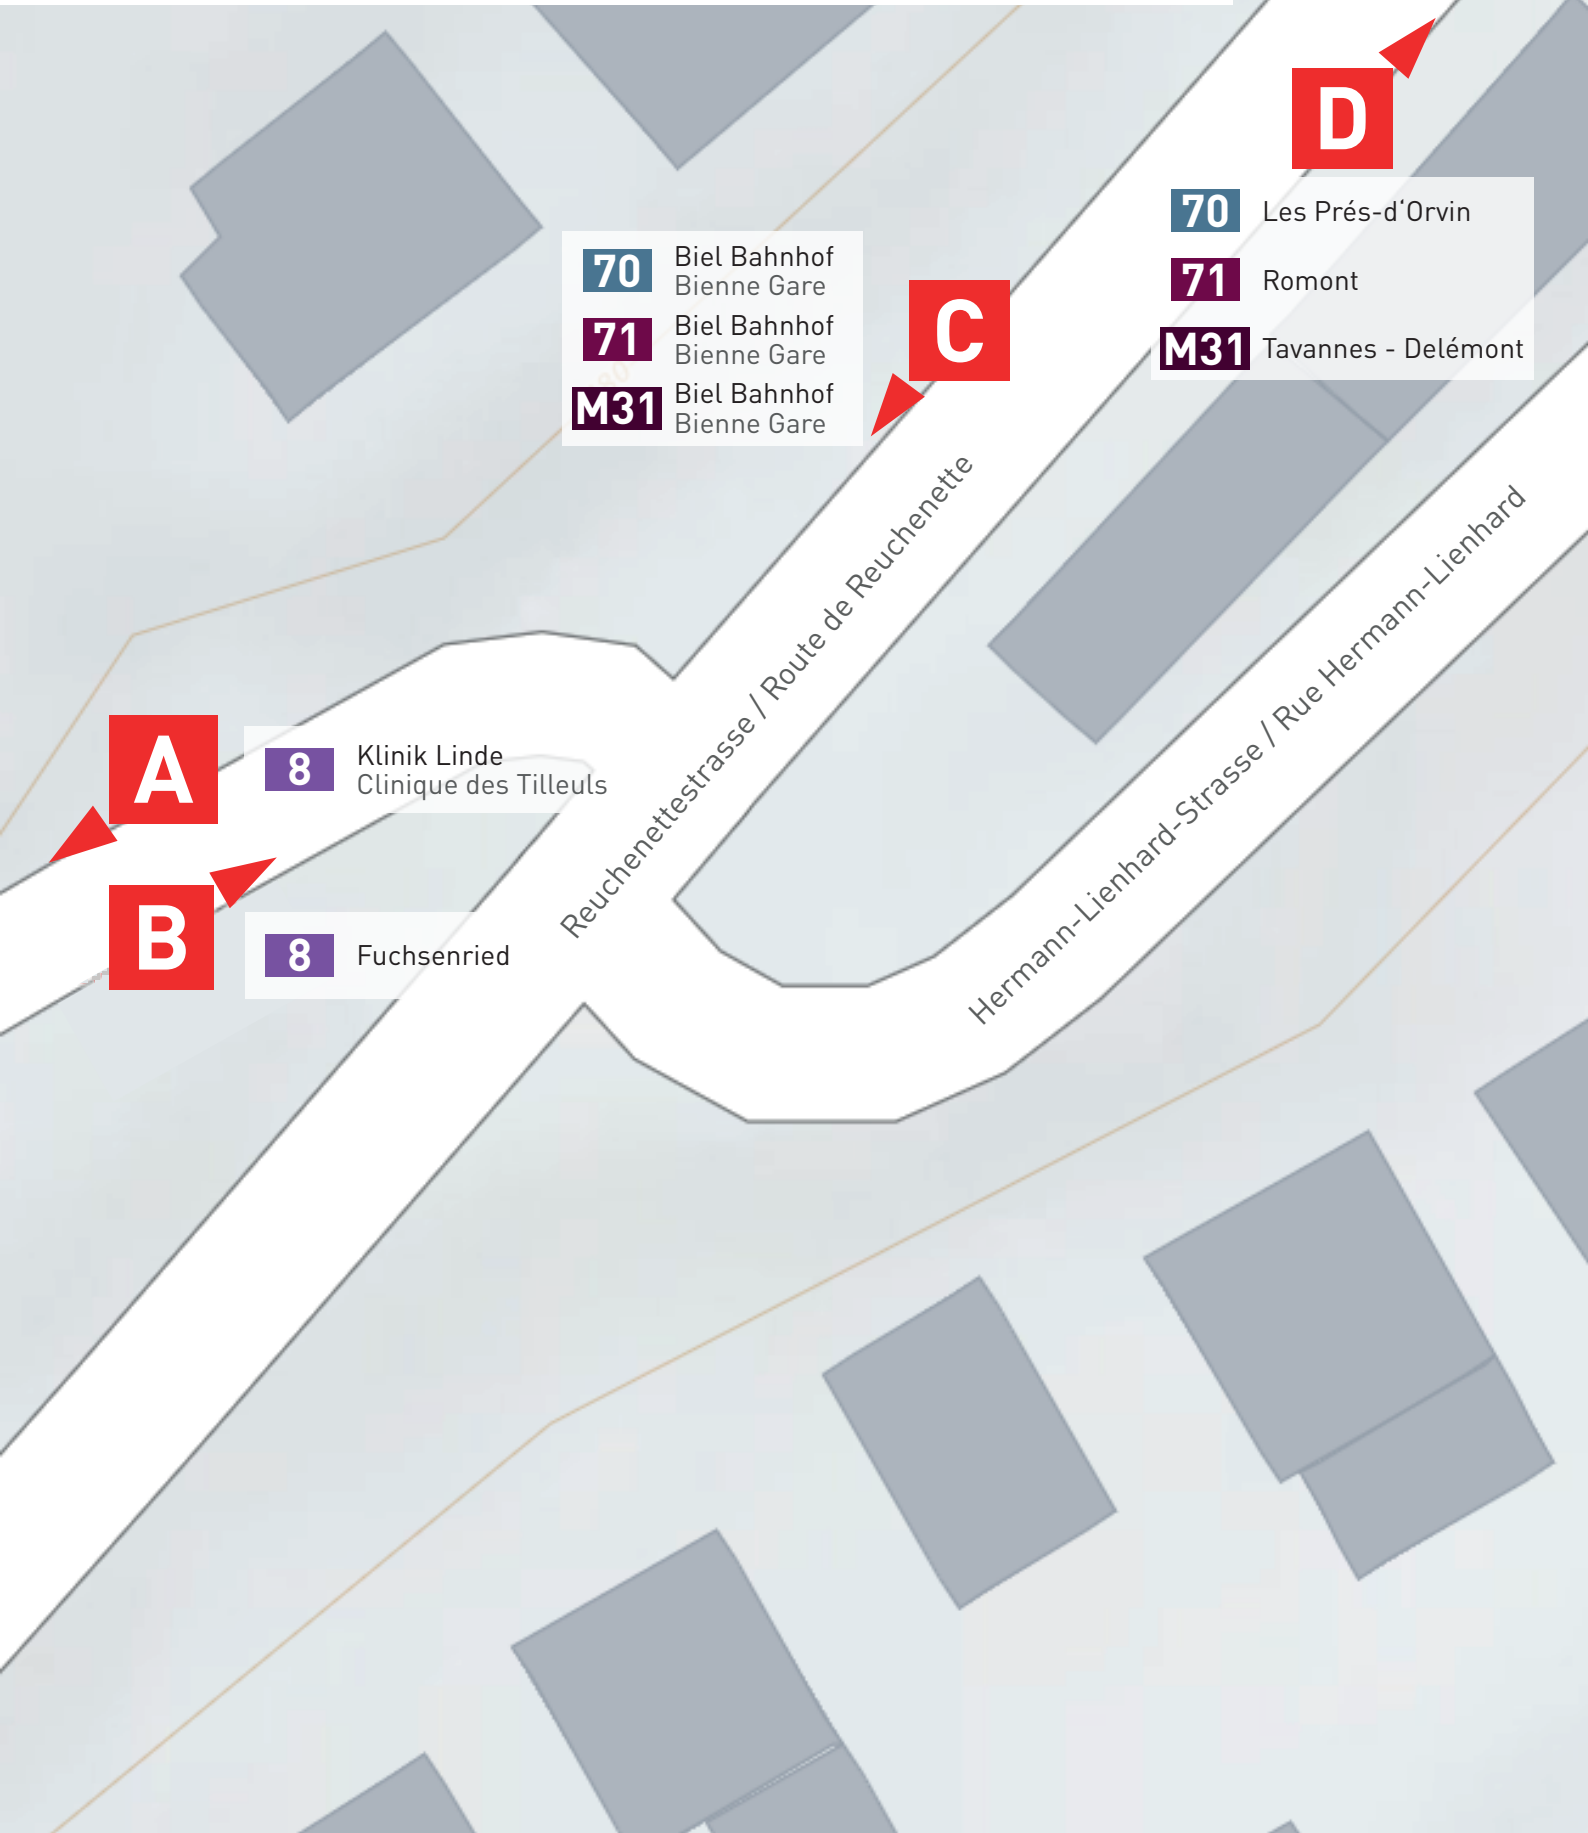 D
70 Les Prés-d‘Orvin
71 Romont
M31 Tavannes - Delémont
C
70 Biel Bahnhof
Bienne Gare
71 Biel Bahnhof
Bienne Gare
M31 Biel Bahnhof
Bienne Gare
Reuchenettestrasse / Route de Reuchenette
Hermann-Lienhard-Strasse / Rue Hermann-Lienhard
A
8 Klinik Linde
Clinique des Tilleuls
B
8 Fuchsenried